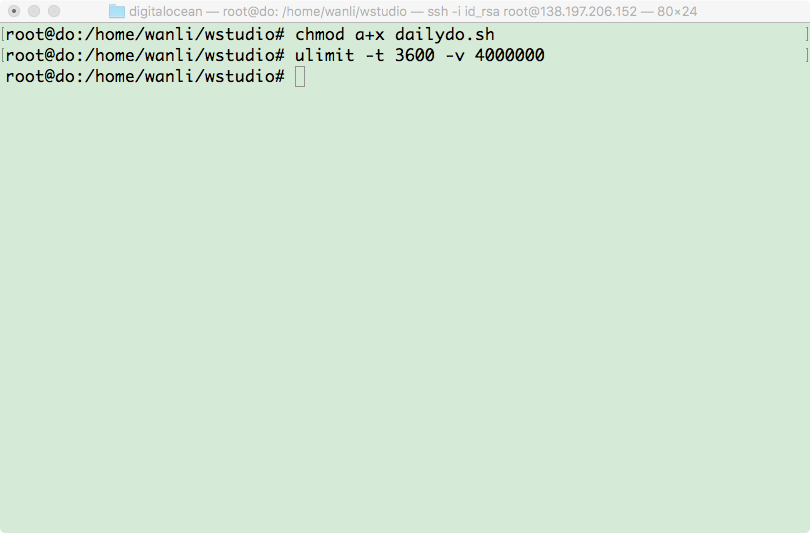 digitalocean — root@do: /home/wanli/wstudio — ssh -i id_rsa root@138.197.206.152 — 80×24
[root@do:/home/wanli/wstudio# chmod a+x dailydo.sh ]
[root@do:/home/wanli/wstudio# ulimit -t 3600 -v 4000000 ]
root@do:/home/wanli/wstudio#